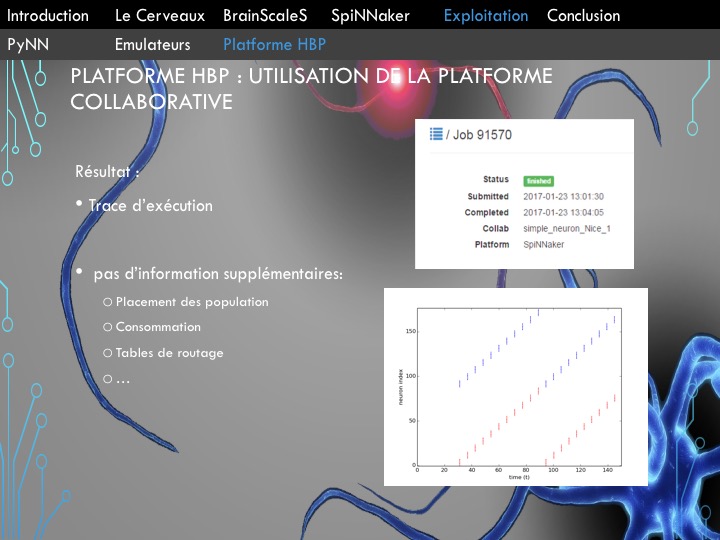 Introduction Le Cerveaux BrainScaleS SpiNNaker Exploitation Conclusion
PyNN Emulateurs Platforme HBP
PLATFORME HBP : UTILISATION DE LA PLATFORME
COLLABORATIVE
Résultat :
• Trace d'exécution
• pas d'information supplémentaires:
○ Placement des population
○ Consommation
○ Tables de routage
○ …
/ Job 91570
Status finished
Submitted 2017-01-23 13:01:30
Completed 2017-01-23 13:04:05
Collab simple_neuron_Nice_1
Platform SpiNNaker
150
100
50
0
neuron index
0 20 40 60 80 100 120 140
time (t)